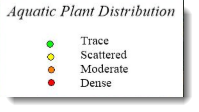 Aquatic Plant Distribution
Trace
Scattered
Moderate
Dense